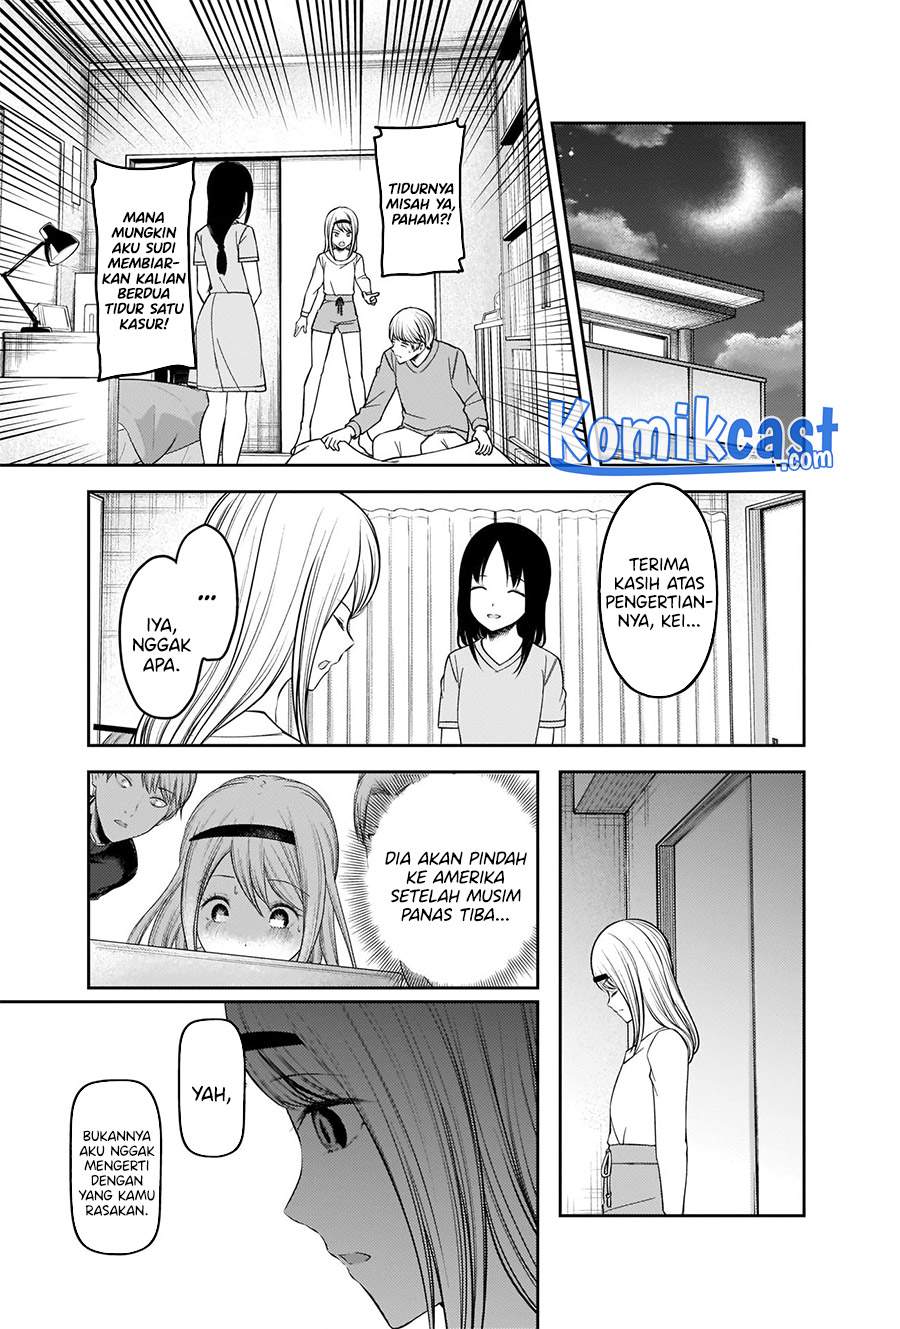 TIDURNYA
MISAH YA,
PAHAM?!
MANA
MUNGKIN
AKU SUDI
MEMBIAR-
KAN KALIAN
BERDUA
TIDUR SATU
KASUR!
Komikcast
.com
TERIMA
KASIH ATAS
PENGERTIAN-
NYA, KEI...
...
IYA,
NGGAK
APA.
DIA AKAN PINDAH
KE AMERIKA
SETELAH MUSIM
PANAS TIBA...
YAH,
BUKANNYA
AKU NGGAK
MENGERTI
DENGAN
YANG KAMU
RASAKAN.